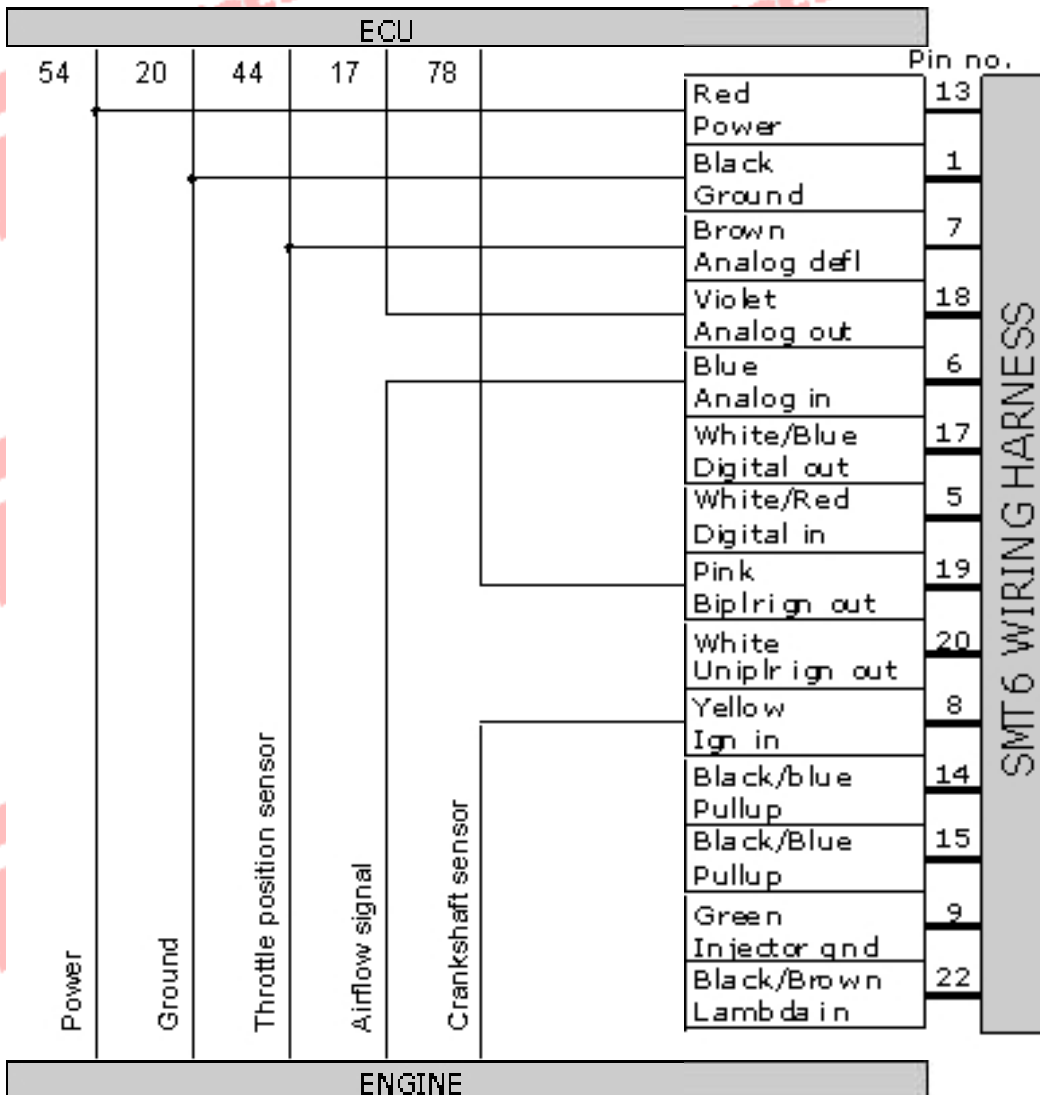 ECU
54 20 44 17 78
Pin no.
Red 13
Power
Black 1
Ground
Brown 7
Analog defl
Violet 18
Analog out
Blue 6
Analog in
White/Blue 17
Digital out
White/Red 5
Digital in
Pink 19
Biplrign out
White 20
Uniplr ign out
Yellow 8
Ign in
Black/blue 14
Pullup
Black/Blue 15
Pullup
Green 9
Injector gnd
Black/Brown 22
Lambda in
SMT6 WIRING HARNESS
Power
Ground
Throttle position sensor
Airflow signal
Crankshaft sensor
ENGINE